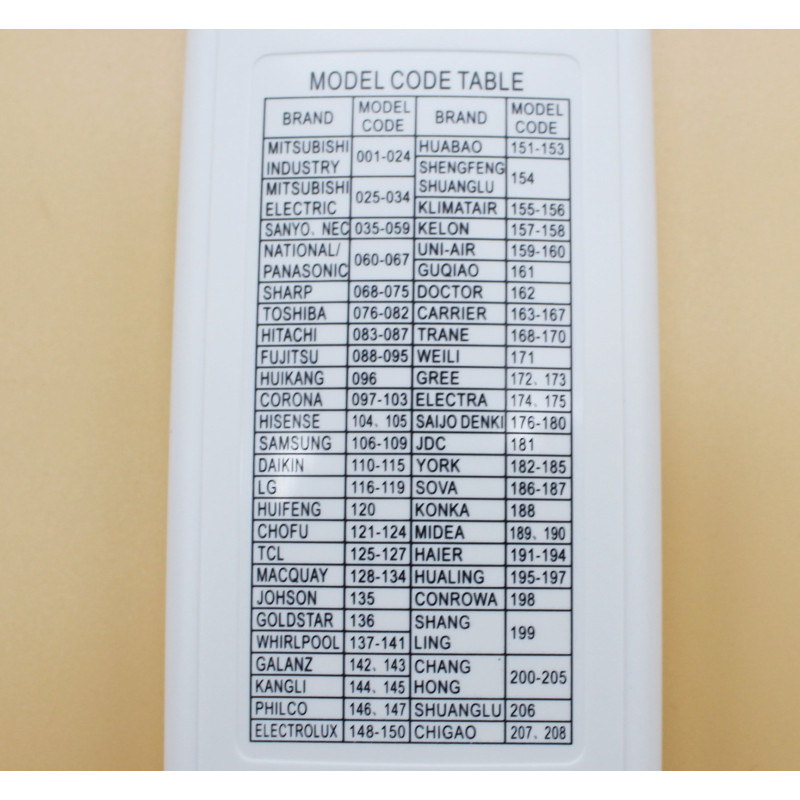 MODEL CODE TABLE
BRAND MODEL CODE BRAND MODEL CODE
MITSUBISHI INDUSTRY 001-024 HUABAO 151-153
SHENGFENG SHUANGLU 154
MITSUBISHI ELECTRIC 025-034 KLIMATAIR 155-156
SANYO、NEC 035-059 KELON 157-158
NATIONAL/ PANASONIC 060-067 UNI-AIR 159-160
GUQIAO 161
SHARP 068-075 DOCTOR 162
TOSHIBA 076-082 CARRIER 163-167
HITACHI 083-087 TRANE 168-170
FUJITSU 088-095 WEILI 171
HUIKANG 096 GREE 172、173
CORONA 097-103 ELECTRA 174、175
HISENSE 104、105 SAIJO DENKI 176-180
SAMSUNG 106-109 JDC 181
DAIKIN 110-115 YORK 182-185
LG 116-119 SOVA 186-187
HUIFENG 120 KONKA 188
CHOFU 121-124 MIDEA 189、190
TCL 125-127 HAIER 191-194
MACQUAY 128-134 HUALING 195-197
JOHSON 135 CONROWA 198
GOLDSTAR 136 SHANG LING 199
WHIRLPOOL 137-141
GALANZ 142、143 CHANG HONG 200-205
KANGLI 144、145
PHILCO 146、147 SHUANGLU 206
ELECTROLUX 148-150 CHIGAO 207、208